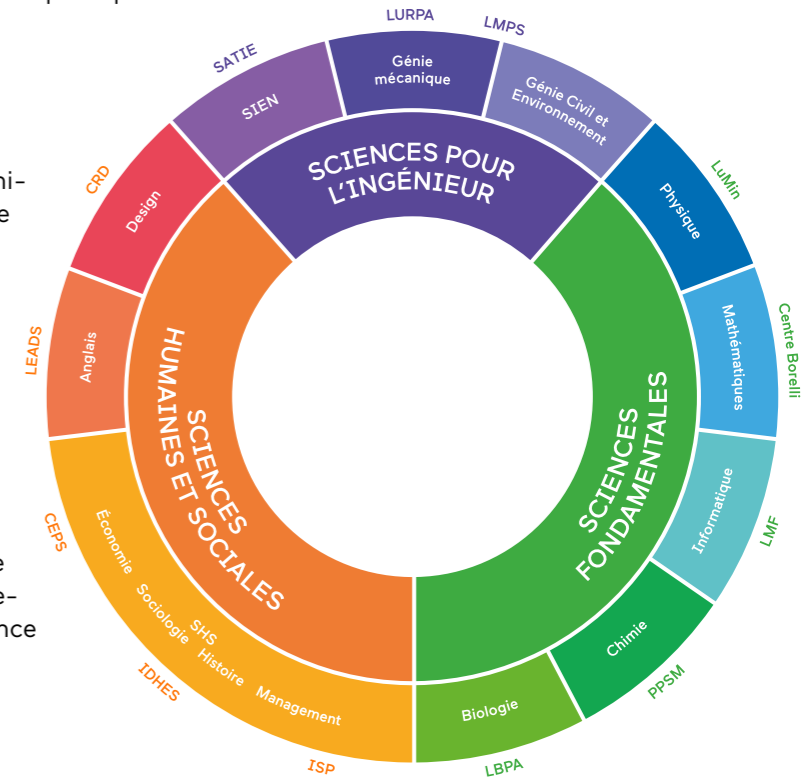 LURPA
LMPS
SATIE
Génie
mécanique
Génie Civil et
Environnement
SIEN
SCIENCES POUR
L'INGÉNIEUR
CRD
Design
LuMin
Physique
ni-
e
LEADS
Anglais
Centre Borelli
Mathématiques
SCIENCES
HUMAINES ET SOCIALES
SCIENCES
FONDAMENTALES
Informatique
LMF
CEPS
Économie
Sociologie
SHS
Histoire
Management
e
e-
nce
Chimie
PPSM
IDHES
Biologie
ISP
LBPA